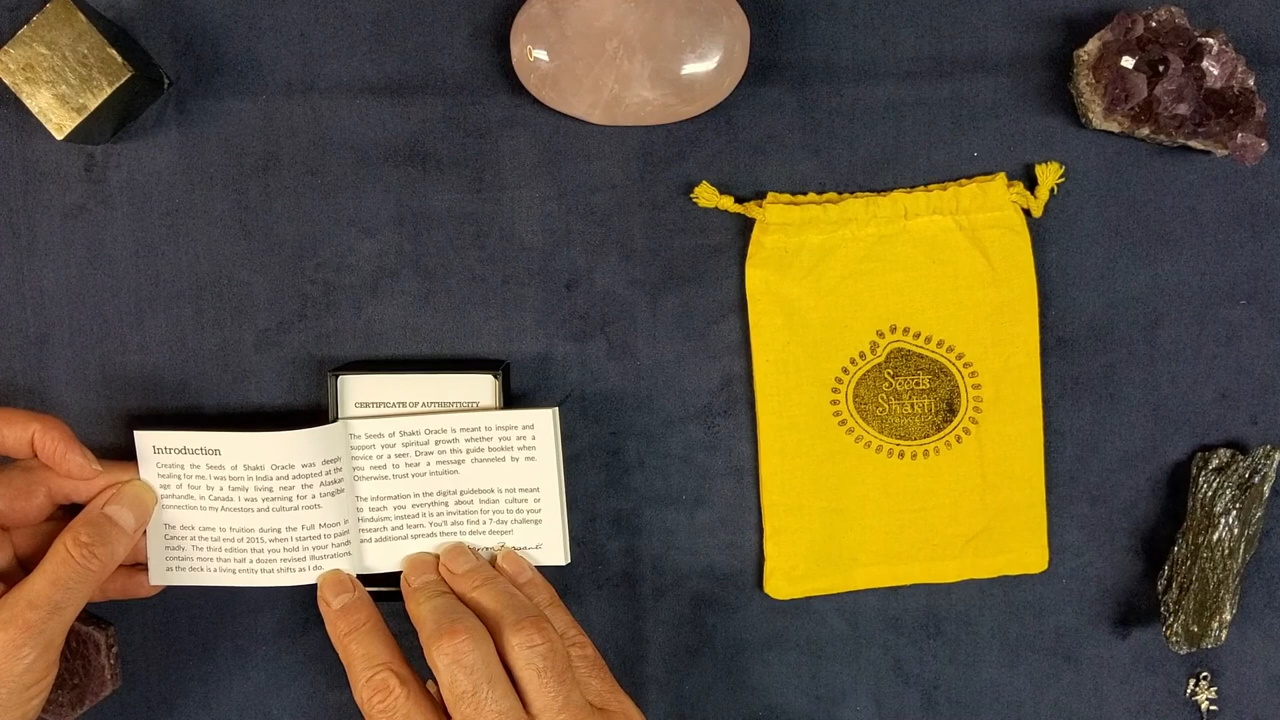 CERTIFICATE OF AUTHENTICITY
Introduction
Creating the Seeds of Shakti Oracle was deeply
healing for me. I was born in India and adopted at the
age of four by a family living near the Alaskan
panhandle, in Canada. I was yearning for a tangible
connection to my Ancestors and cultural roots.
The deck came to fruition during the Full Moon in
Cancer at the tail end of 2015, when I started to paint
madly. The third edition that you hold in your hands
contains more than half a dozen revised illustrations,
as the deck is a living entity that shifts as I do.
The Seeds of Shakti Oracle is meant to inspire and
support your spiritual growth whether you are a
novice or a seer. Draw on this guide booklet when
you need to hear a message channeled by me.
Otherwise, trust your intuition.
The information in the digital guidebook is not meant
to teach you everything about Indian culture or
Hinduism; instead it is an invitation for you to do your
research and learn. You'll also find a 7-day challenge
and additional spreads there to delve deeper!
Seeds
of
Shakti